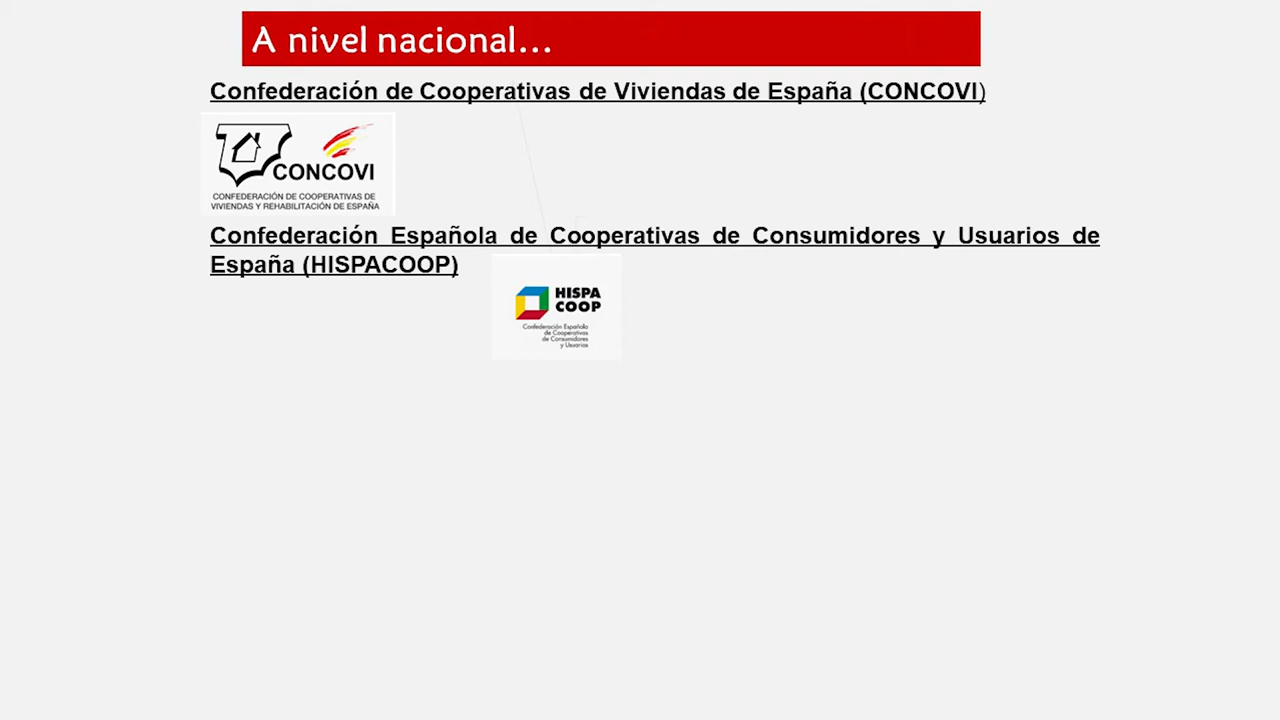 A nivel nacional...
Confederación de Cooperativas de Viviendas de España (CONCOVI)
CONCOVI
CONFEDERACIÓN DE COOPERATIVAS DE
VIVIENDAS Y REHABILITACIÓN DE ESPAÑA
Confederación Española de Cooperativas de Consumidores y Usuarios de
España (HISPACOOP)
HISPA
COOP
Confederación Española
de Cooperativas
de Consumidores
y Usuarios